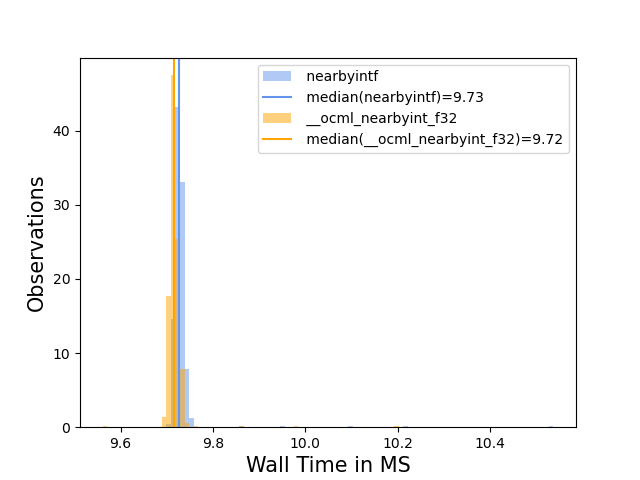 nearbyintf
median(nearbyintf)=9.73
__ocml_nearbyint_f32
median(__ocml_nearbyint_f32)=9.72
40
30
20
10
0
Observations
9.6 9.8 10.0 10.2 10.4
Wall Time in MS